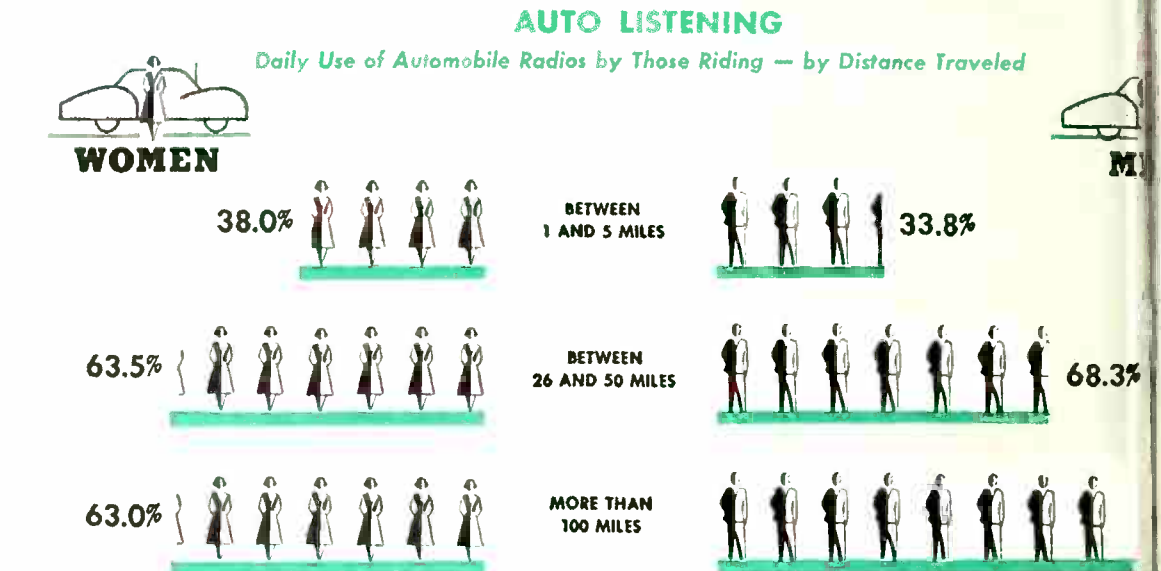 AUTO LISTENING
Daily Use of Automobile Radios by Those Riding — by Distance Traveled
WOMEN
38.0%
BETWEEN
1 AND 5 MILES
33.8%
63.5%
BETWEEN
26 AND 50 MILES
68.3%
63.0%
MORE THAN
100 MILES